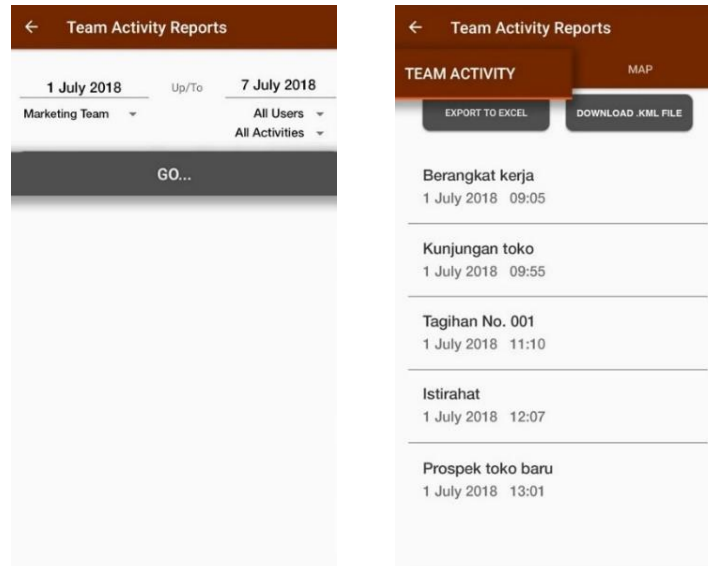 Team Activity Reports
1 July 2018 Up/To 7 July 2018
Marketing Team All Users
All Activities
GO...
Team Activity Reports
TEAM ACTIVITY MAP
EXPORT TO EXCEL DOWNLOAD .KML FILE
Berangkat kerja
1 July 2018 09:05
Kunjungan toko
1 July 2018 09:55
Tagihan No. 001
1 July 2018 11:10
Istirahat
1 July 2018 12:07
Prospek toko baru
1 July 2018 13:01